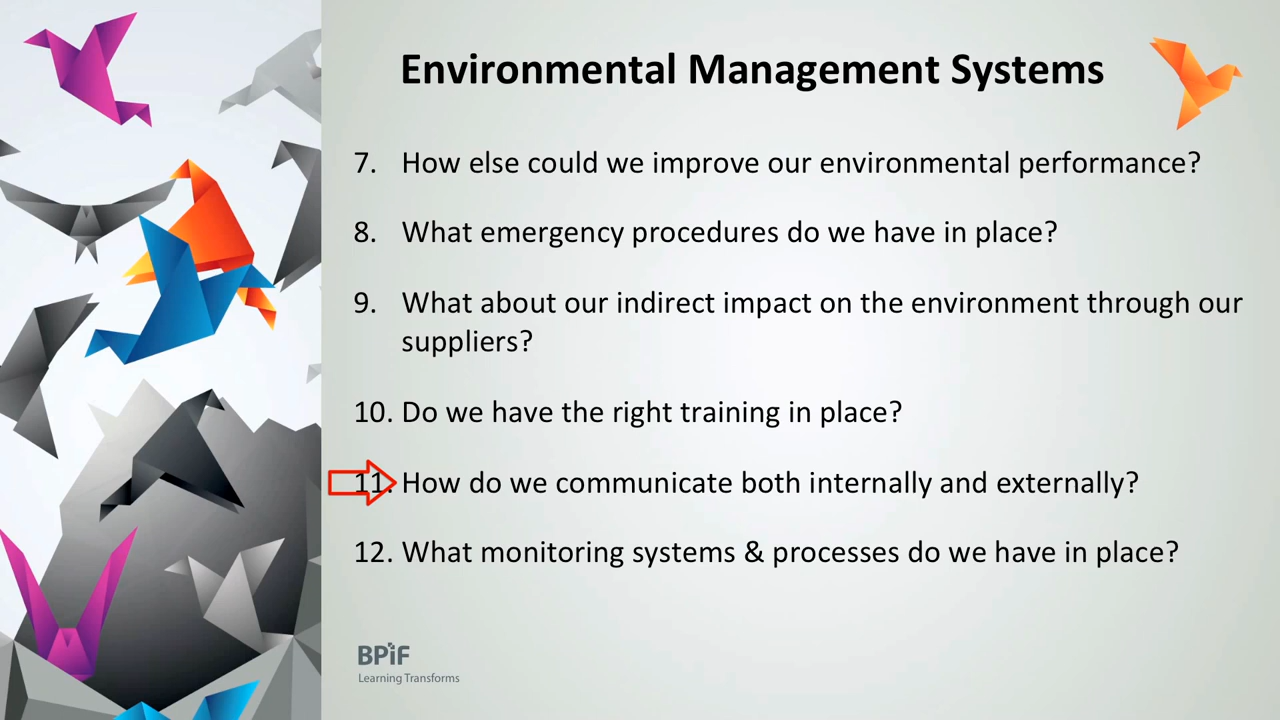 Environmental Management Systems
7. How else could we improve our environmental performance?
8. What emergency procedures do we have in place?
9. What about our indirect impact on the environment through our
suppliers?
10. Do we have the right training in place?
11. How do we communicate both internally and externally?
12. What monitoring systems & processes do we have in place?
BPiF
Learning Transforms